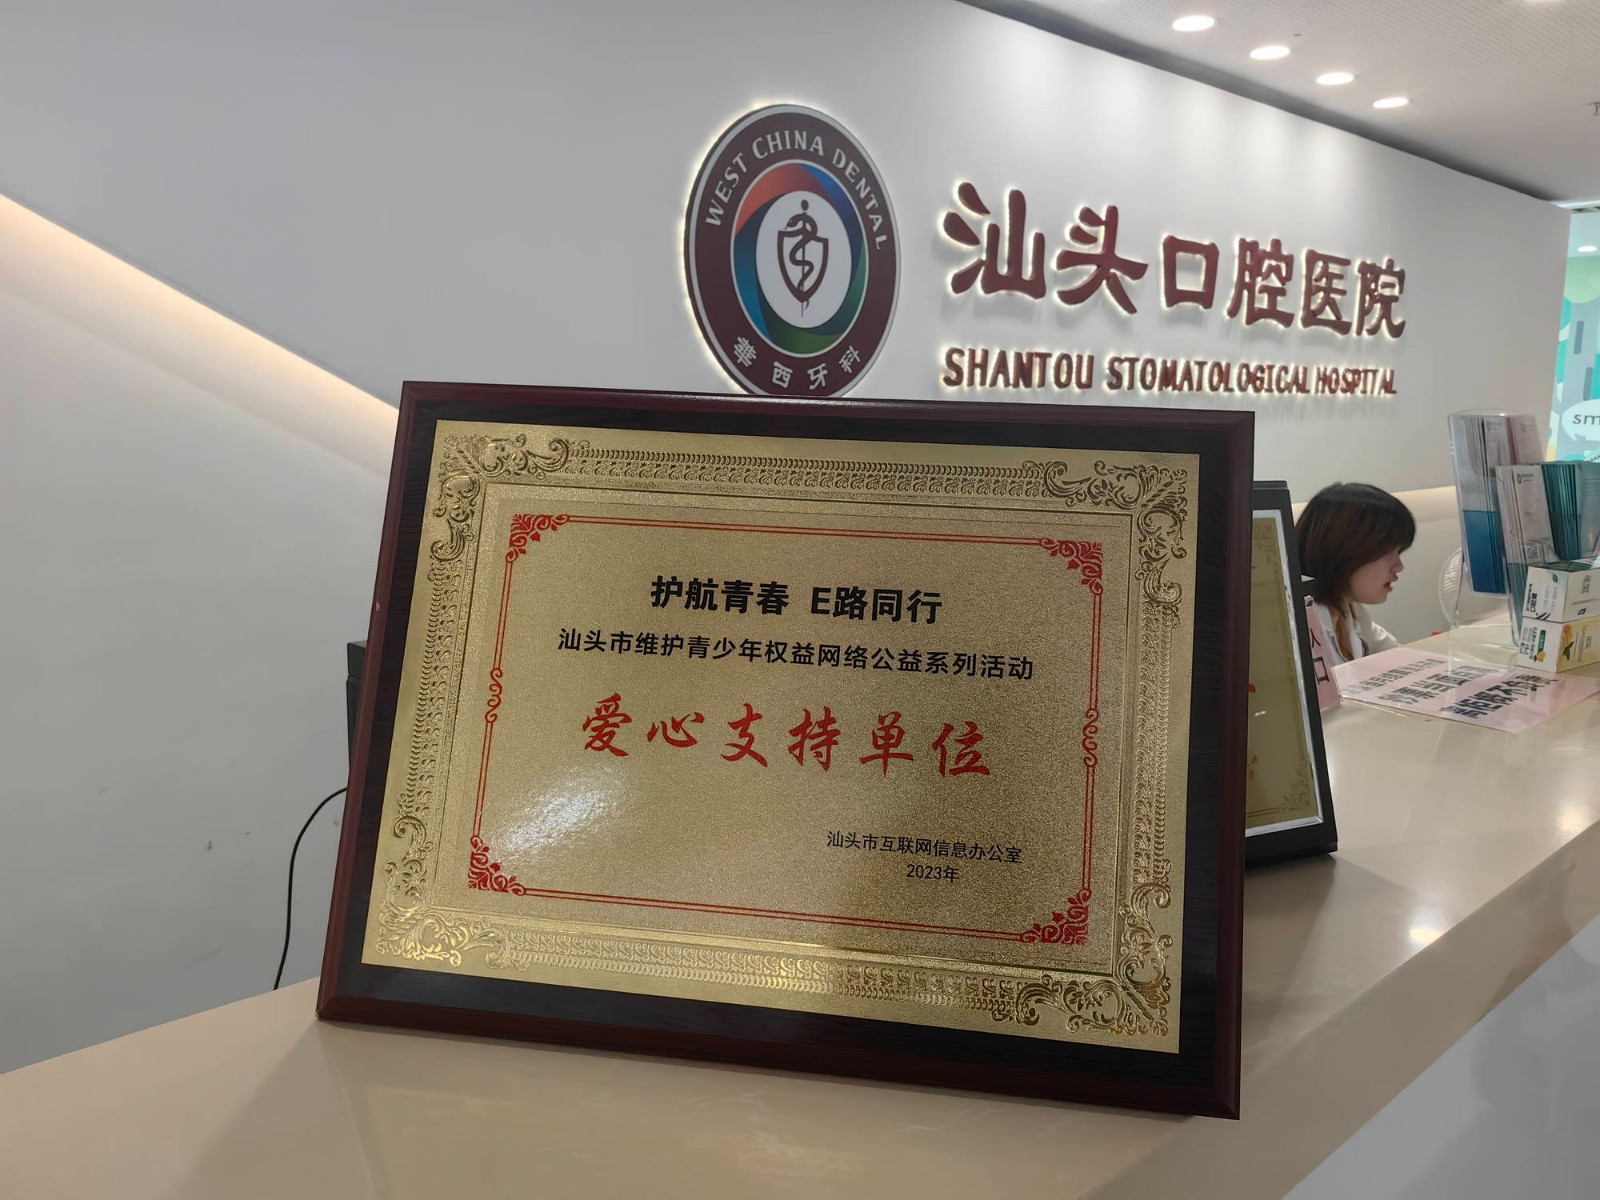 WEST CHINA DENTAL
華西牙科
汕头口腔医院
SHANTOU STOMATOLOGICAL HOSPITAL
护航青春 E路同行
汕头市维护青少年权益网络公益系列活动
爱心支持单位
汕头市互联网信息办公室
2023年